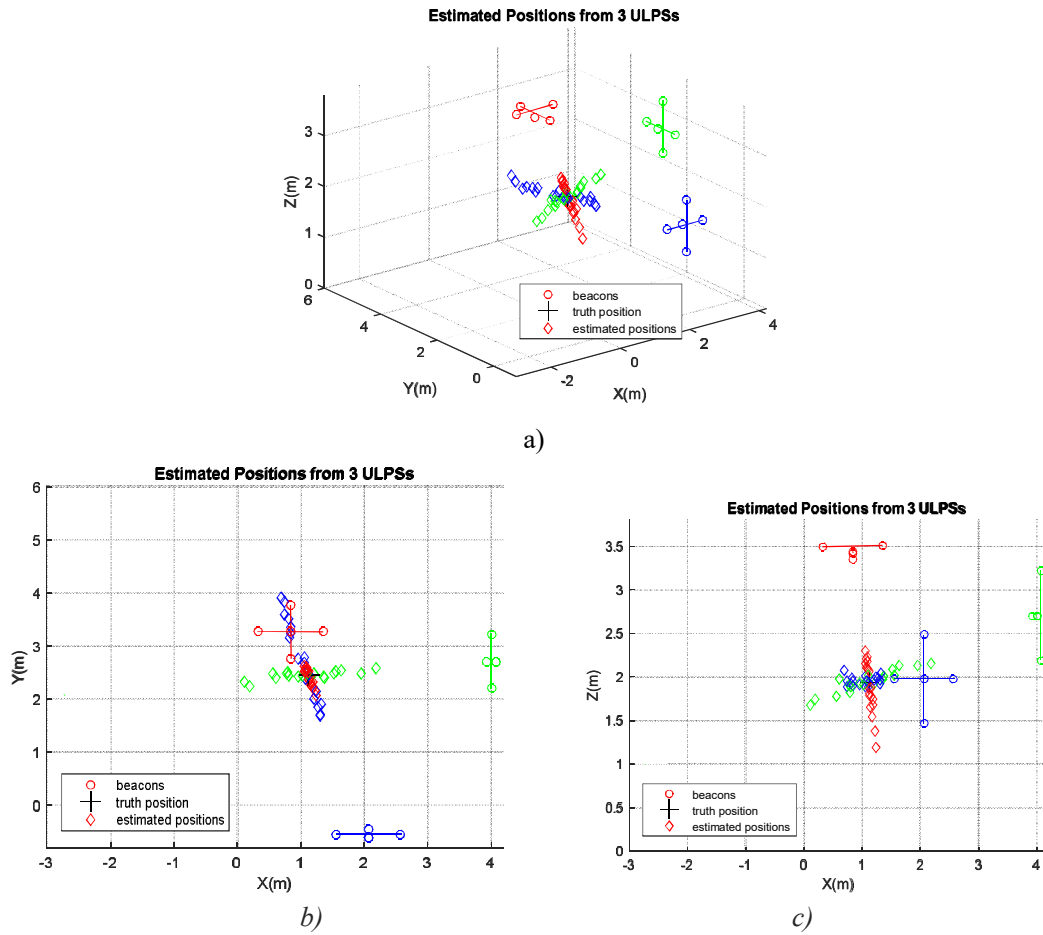 Estimated Positions from 3 ULPSs
3
2
1
0
Z(m)
6
4
2
0
Y(m)
-2
0
2
4
X(m)
beacons
truth position
estimated positions
a)
Estimated Positions from 3 ULPSs
6
5
4
3
2
1
0
Y(m)
beacons
truth position
estimated positions
-3 -2 -1 0 1 2 3 4
X(m)
b)
Estimated Positions from 3 ULPSs
3.5
3
2.5
2
1.5
1
0.5
0
Z(m)
beacons
truth position
estimated positions
-3 -2 -1 0 1 2 3 4
X(m)
c)